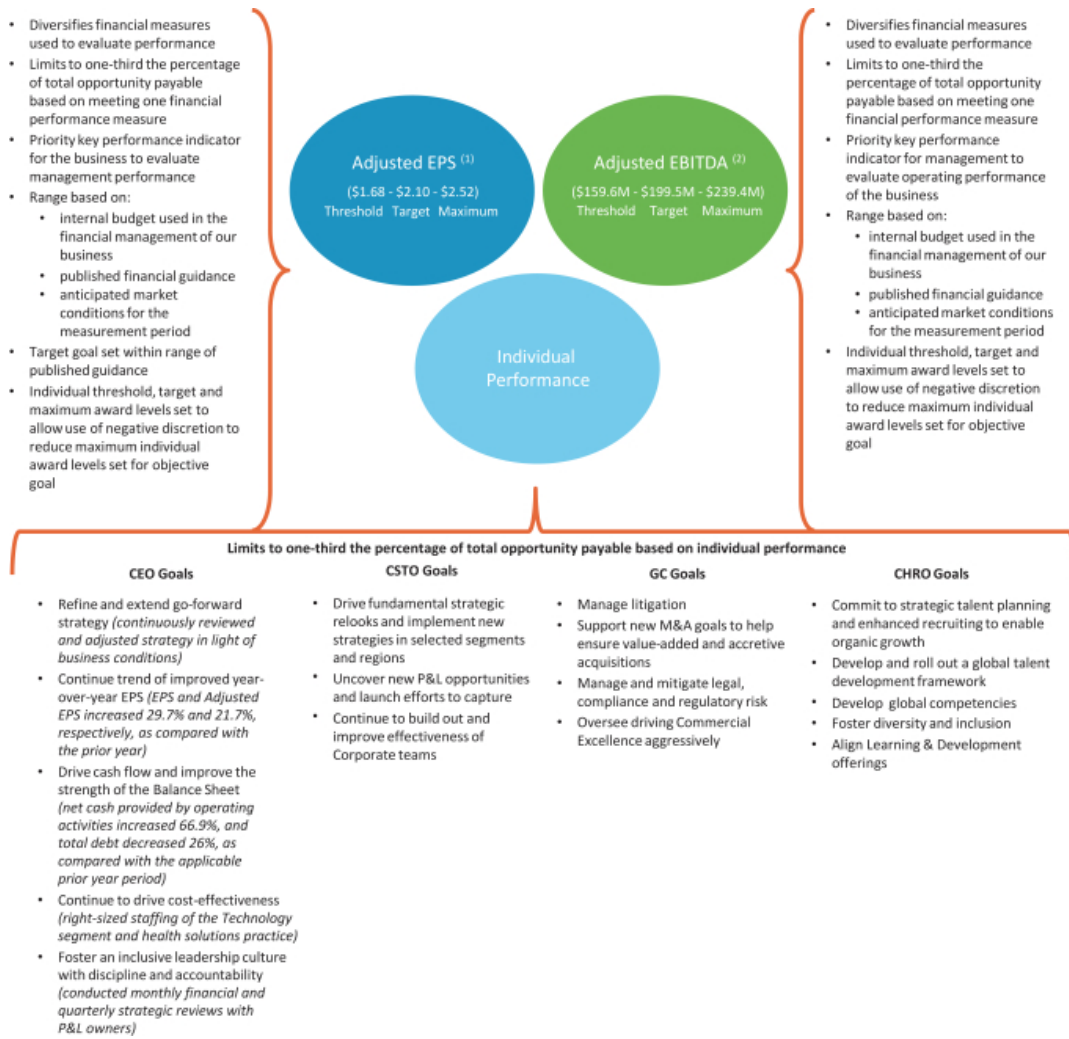 • Diversifies financial measures
used to evaluate performance
• Limits to one-third the percentage
of total opportunity payable
based on meeting one financial
performance measure
• Priority key performance indicator
for the business to evaluate
management performance
• Range based on:
• internal budget used in the
financial management of our
business
• published financial guidance
• anticipated market
conditions for the
measurement period
• Target goal set within range of
published guidance
• Individual threshold, target and
maximum award levels set to
allow use of negative discretion to
reduce maximum individual
award levels set for objective
goal
Adjusted EPS (1)
($1.68 - $2.10 - $2.52)
Threshold Target Maximum
Adjusted EBITDA (2)
($159.6M - $199.5M - $239.4M)
Threshold Target Maximum
Individual
Performance
• Diversifies financial measures
used to evaluate performance
• Limits to one-third the
percentage of total opportunity
payable based on meeting one
financial performance measure
• Priority key performance
indicator for management to
evaluate operating performance
of the business
• Range based on:
• internal budget used in the
financial management of our
business
• published financial guidance
• anticipated market conditions
for the measurement period
• Individual threshold, target and
maximum award levels set to
allow use of negative discretion
to reduce maximum individual
award levels set for objective
goal
Limits to one-third the percentage of total opportunity payable based on individual performance
CEO Goals
• Refine and extend go-forward
strategy (continuously reviewed
and adjusted strategy in light of
business conditions)
• Continue trend of improved year-
over-year EPS (EPS and Adjusted
EPS increased 29.7% and 21.7%,
respectively, as compared with
the prior year)
• Drive cash flow and improve the
strength of the Balance Sheet
(net cash provided by operating
activities increased 66.9%, and
total debt decreased 26%, as
compared with the applicable
prior year period)
• Continue to drive cost-effectiveness
(right-sized staffing of the Technology
segment and health solutions practice)
• Foster an inclusive leadership culture
with discipline and accountability
(conducted monthly financial and
quarterly strategic reviews with
P&L owners)
CSTO Goals
• Drive fundamental strategic
relooks and implement new
strategies in selected segments
and regions
• Uncover new P&L opportunities
and launch efforts to capture
• Continue to build out and
improve effectiveness of
Corporate teams
GC Goals
• Manage litigation
• Support new M&A goals to help
ensure value-added and accretive
acquisitions
• Manage and mitigate legal,
compliance and regulatory risk
• Oversee driving Commercial
Excellence aggressively
CHRO Goals
• Commit to strategic talent planning
and enhanced recruiting to enable
organic growth
• Develop and roll out a global talent
development framework
• Develop global competencies
• Foster diversity and inclusion
• Align Learning & Development
offerings